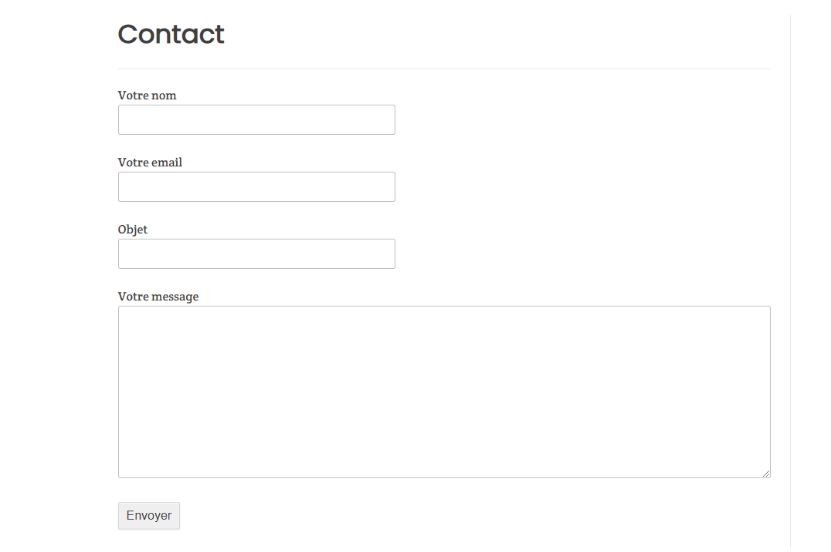 Contact
Votre nom
Votre email
Objet
Votre message
Envoyer